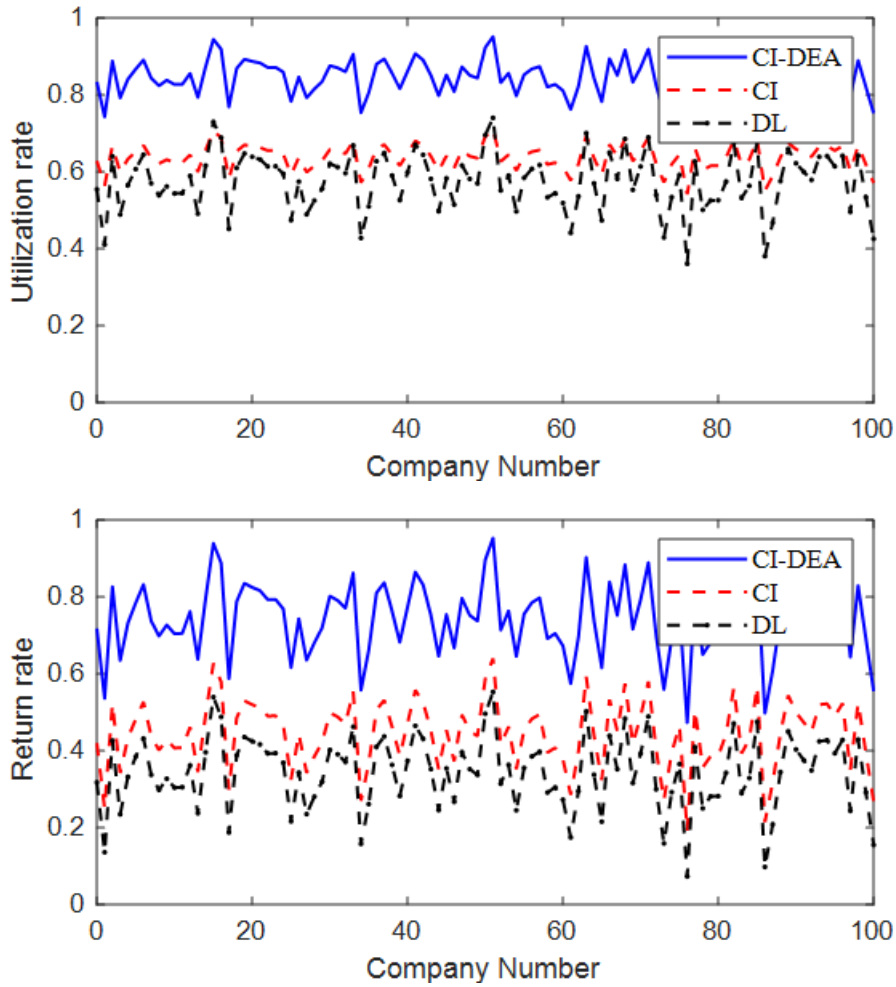 1
0.8
0.6
0.4
0.2
0
Utilization rate
CI-DEA
CI
DL
0 20 40 60 80 100
Company Number
1
0.8
0.6
0.4
0.2
0
Return rate
CI-DEA
CI
DL
0 20 40 60 80 100
Company Number